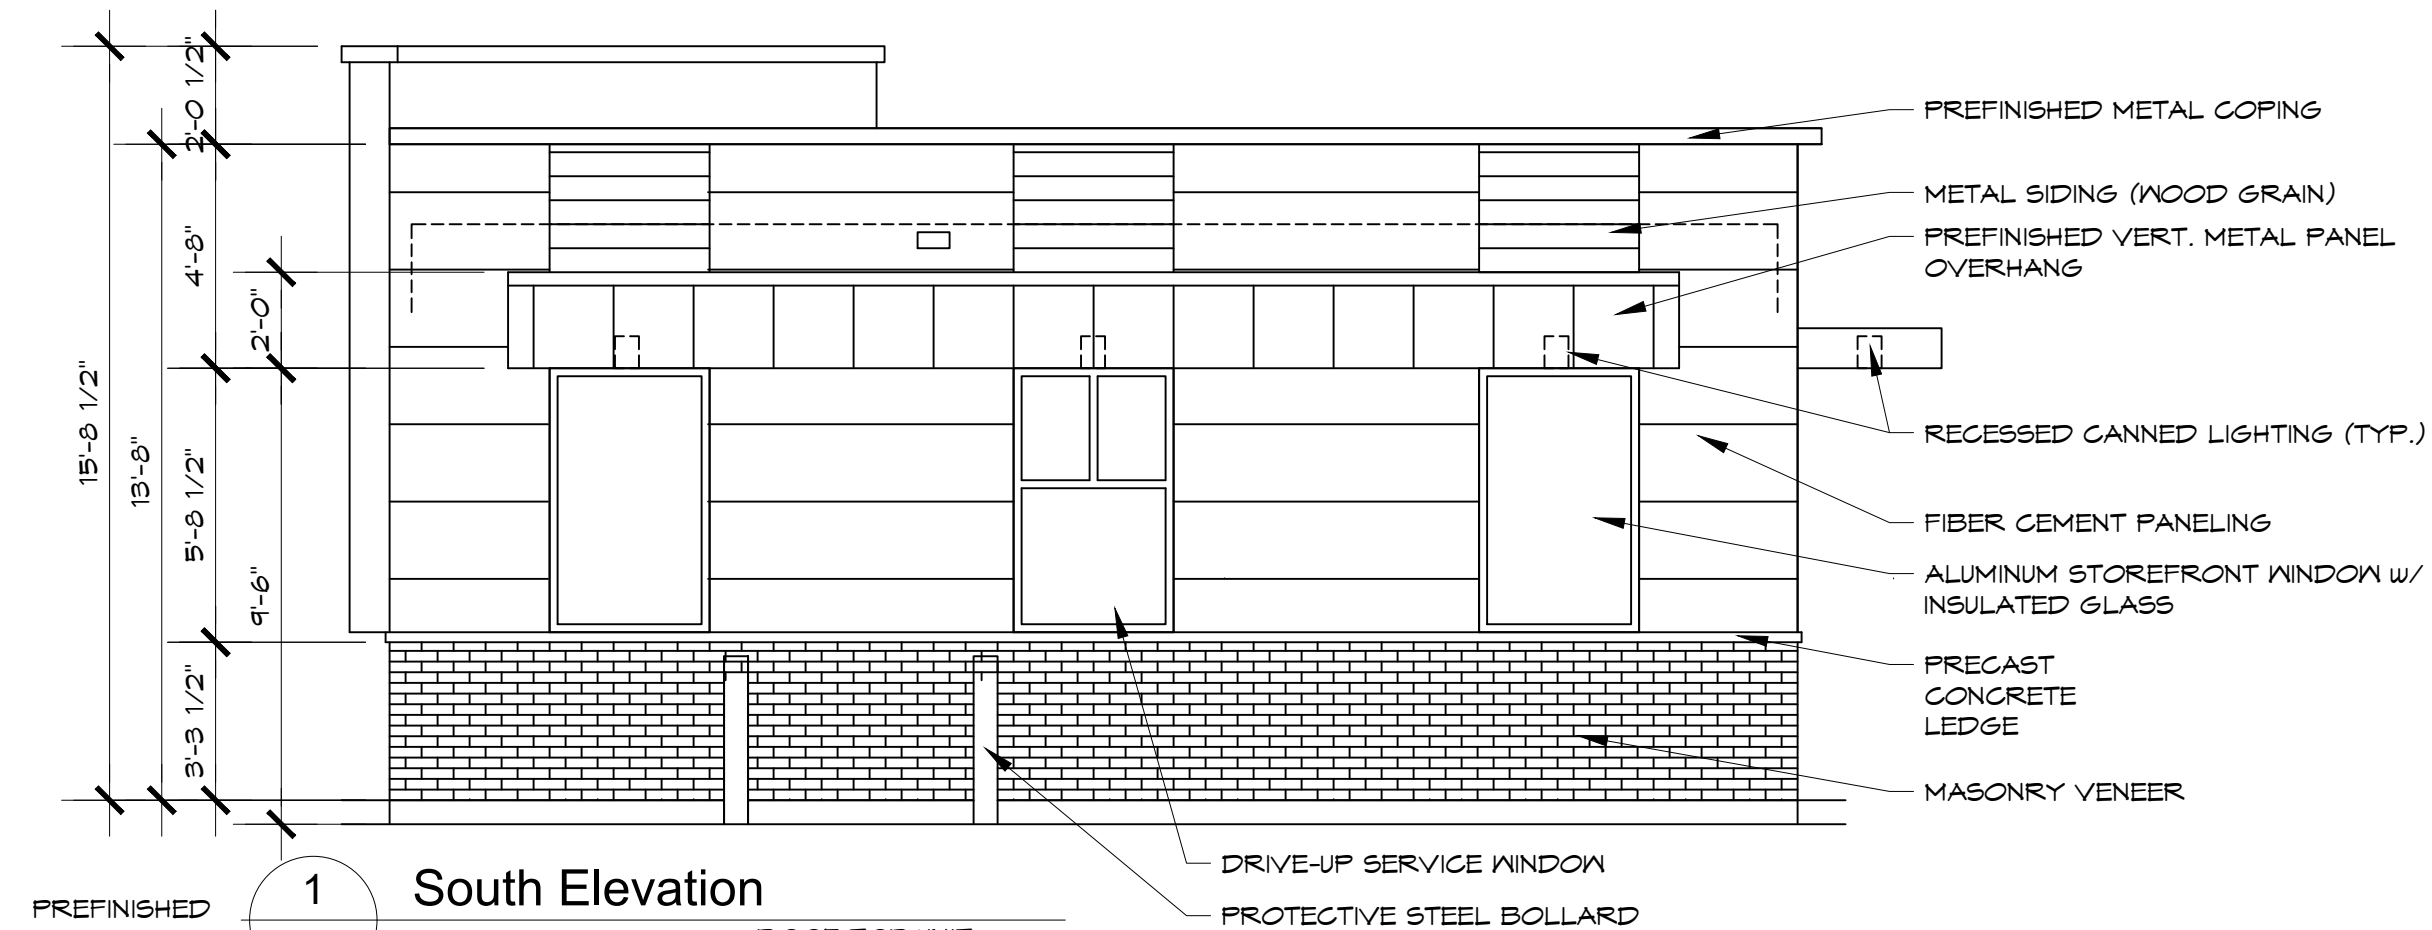 2'-0 1/2"
4'-8"
2'-0"
15'-8 1/2"
13'-8"
5'-8 1/2"
9'-6"
3'-3 1/2"
PREFINISHED METAL COPING
METAL SIDING (WOOD GRAIN)
PREFINISHED VERT. METAL PANEL
OVERHANG
RECESSED CANNED LIGHTING (TYP.)
FIBER CEMENT PANELING
ALUMINUM STOREFRONT WINDOW w/
INSULATED GLASS
PRECAST
CONCRETE
LEDGE
MASONRY VENEER
DRIVE-UP SERVICE WINDOW
PROTECTIVE STEEL BOLLARD
1
South Elevation
PREFINISHED